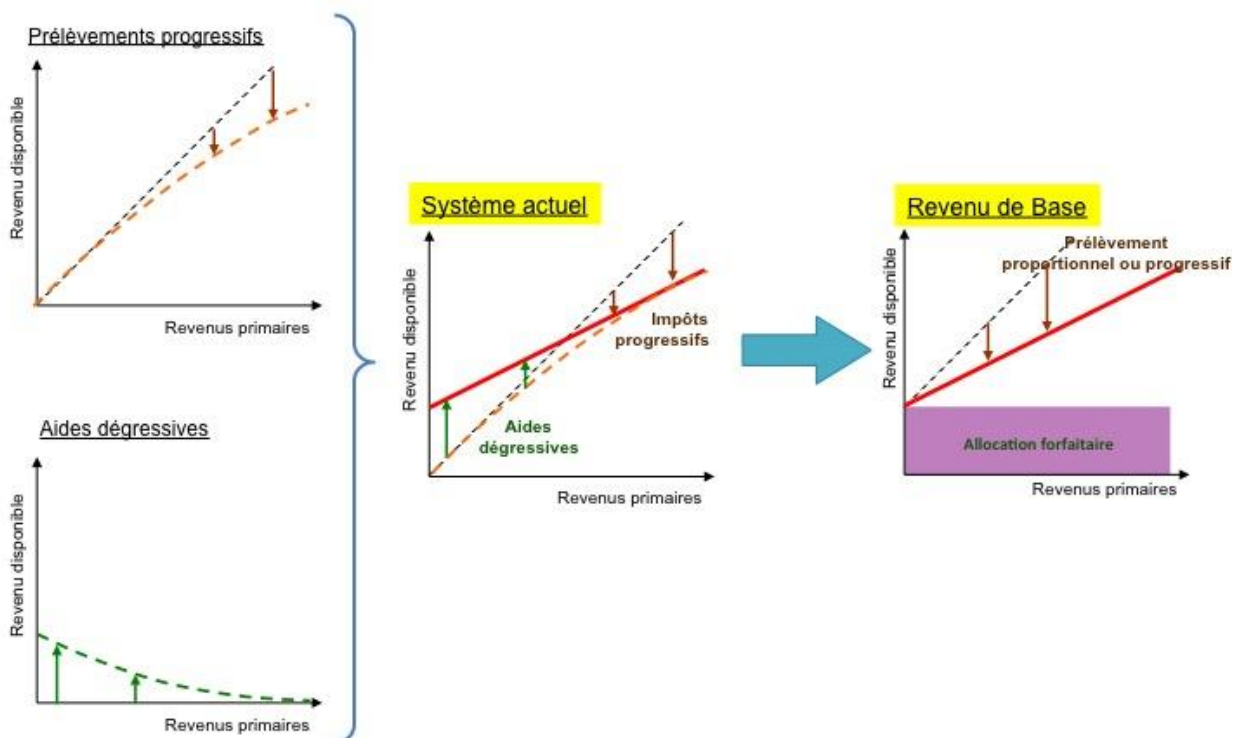 Prélèvements progressifs
Revenu disponible
Revenus primaires
Aides dégressives
Revenu disponible
Revenus primaires
Système actuel
Revenu disponible
Impôts
progressifs
Aides
dégressives
Revenus primaires
Revenu de Base
Revenu disponible
Prélèvement
proportionnel ou progressif
Allocation forfaitaire
Revenus primaires